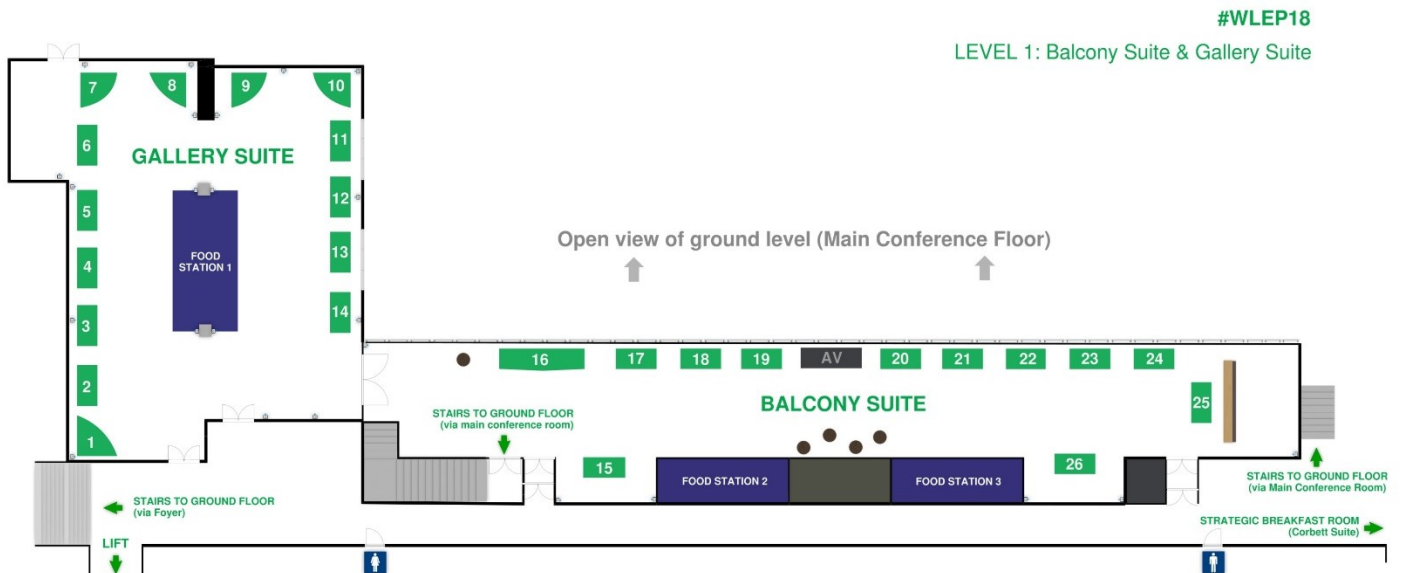 #WLEP18
LEVEL 1: Balcony Suite & Gallery Suite
7
8
9
10
6
11
GALLERY SUITE
5
12
4
FOOD
STATION 1
13
3
14
2
1
Open view of ground level (Main Conference Floor)
16
17
18
19
AV
20
21
22
23
24
25
BALCONY SUITE
STAIRS TO GROUND FLOOR
(via main conference room)
15
FOOD STATION 2
FOOD STATION 3
26
STAIRS TO GROUND FLOOR
(via Main Conference Room)
STAIRS TO GROUND FLOOR
(via Foyer)
STRATEGIC BREAKFAST ROOM
(Corbett Suite)
LIFT